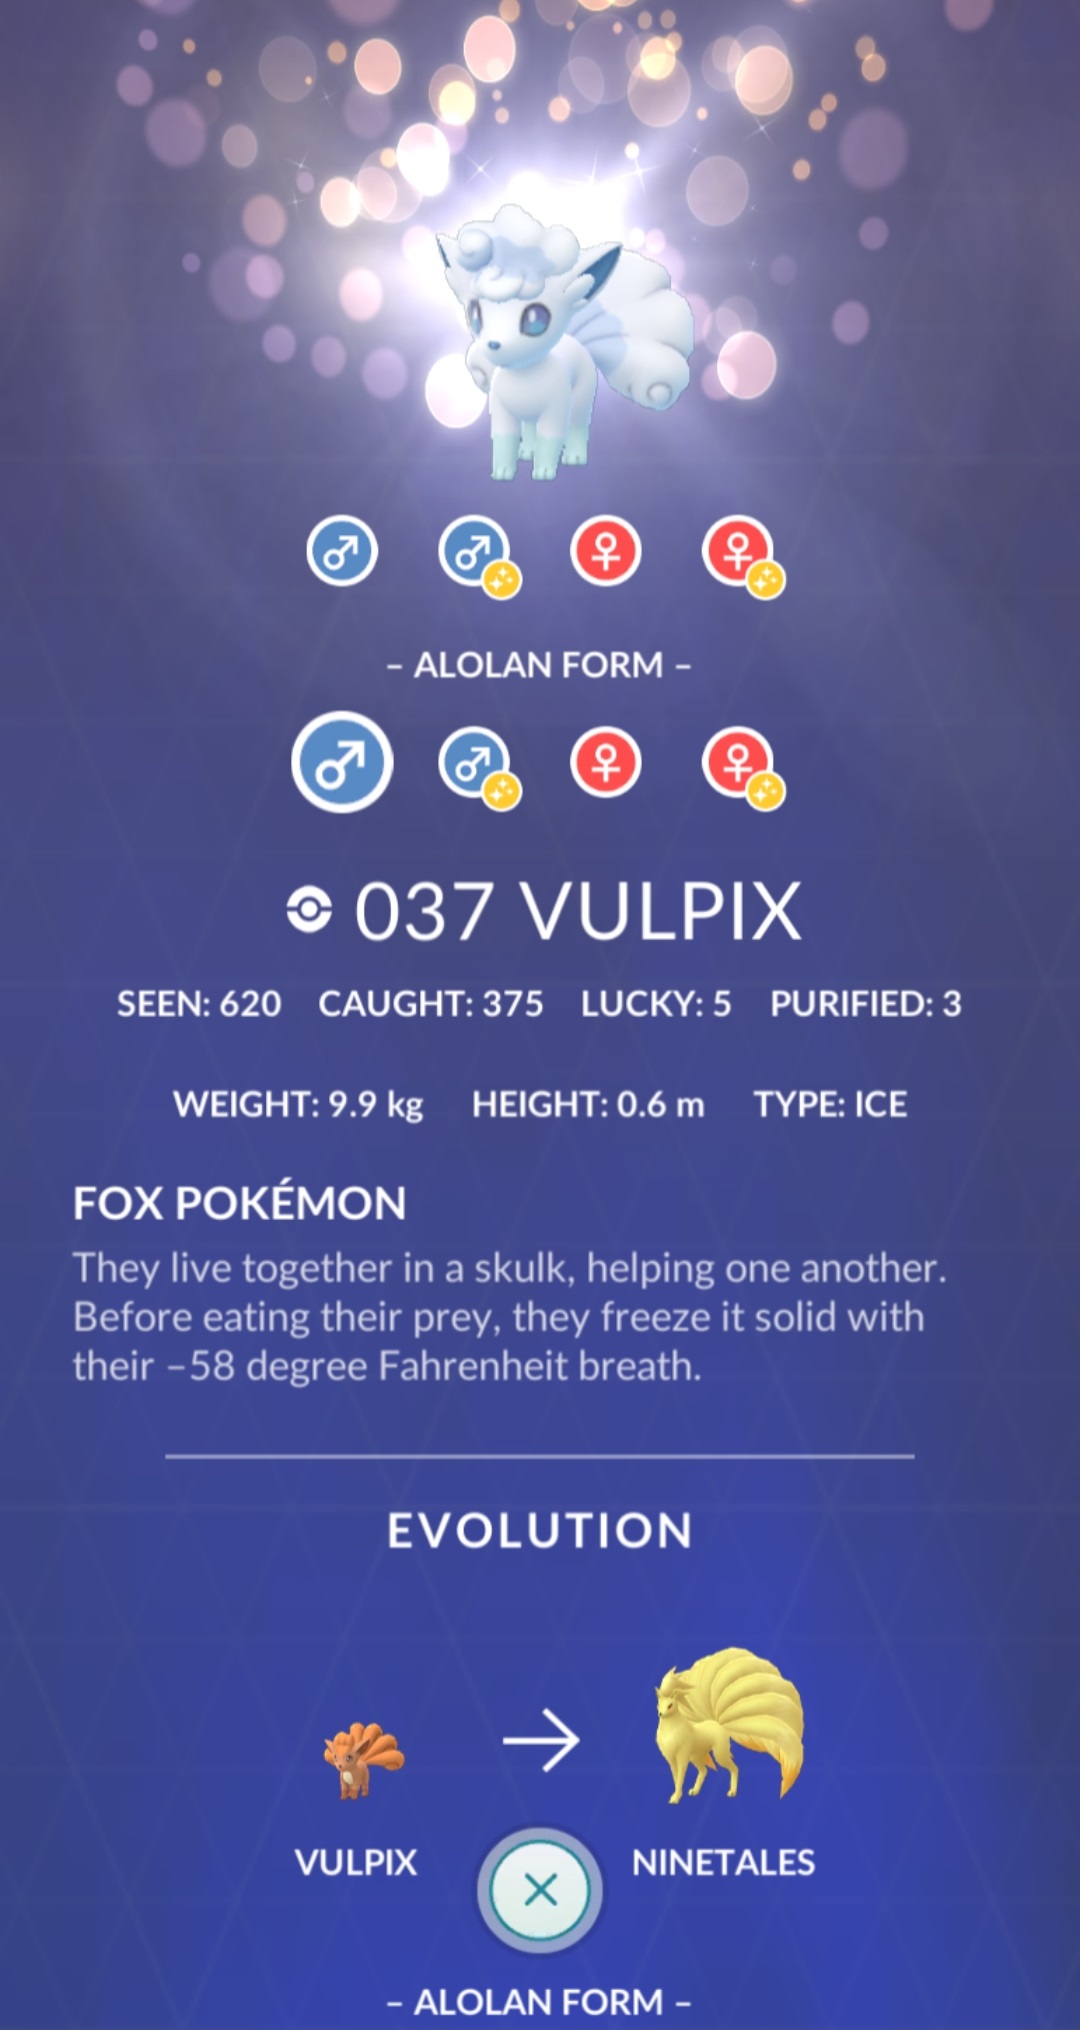 – ALOLAN FORM –
037 VULPIX
SEEN: 620 CAUGHT: 375 LUCKY: 5 PURIFIED: 3
WEIGHT: 9.9 kg HEIGHT: 0.6 m TYPE: ICE
FOX POKÉMON
They live together in a skulk, helping one another.
Before eating their prey, they freeze it solid with
their –58 degree Fahrenheit breath.
EVOLUTION
VULPIX NINETALES
– ALOLAN FORM –